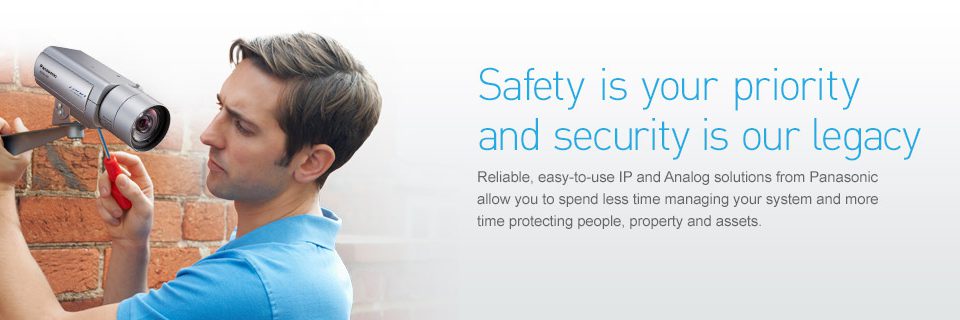 Panasonic
Safety is your priority
and security is our legacy
Reliable, easy-to-use IP and Analog solutions from Panasonic
allow you to spend less time managing your system and more
time protecting people, property and assets.